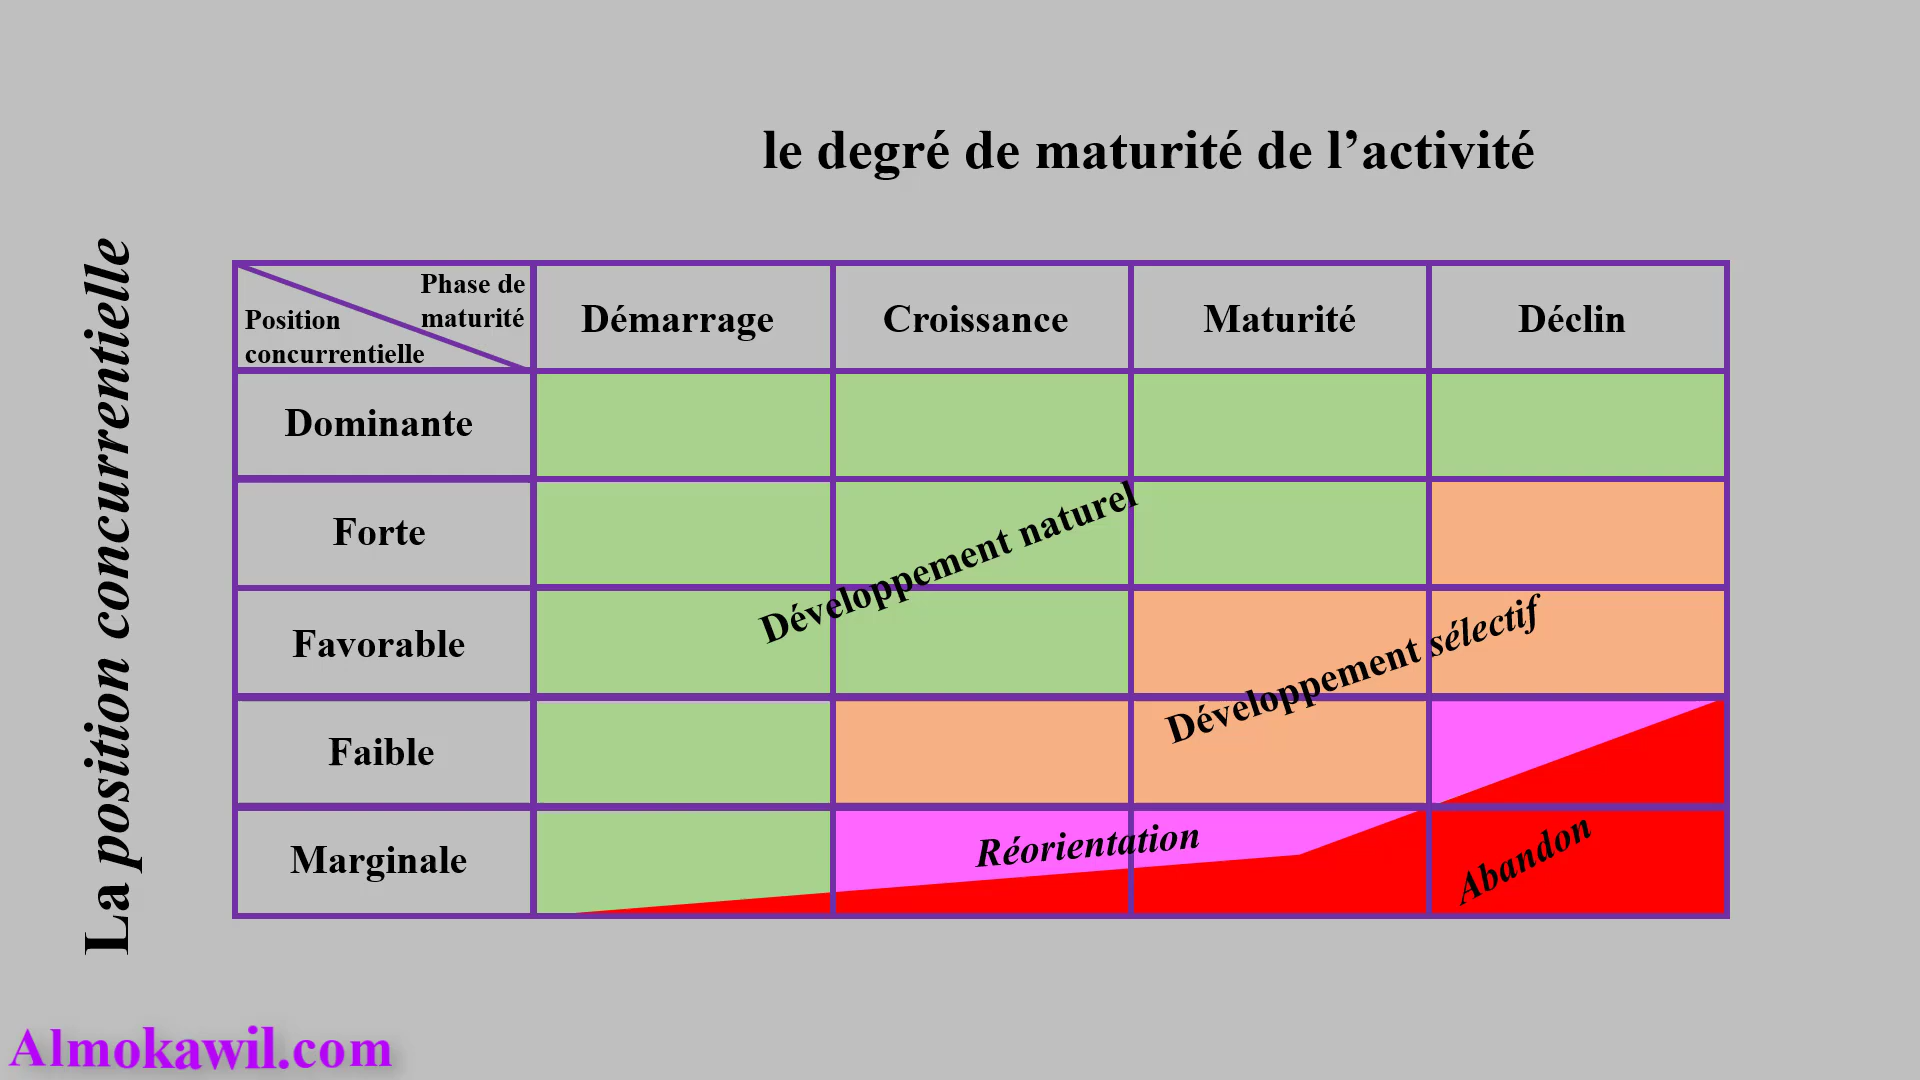 le degré de maturité de l’activité
La position concurrentielle
Phase de
maturité
Position
concurrentielle
Démarrage
Croissance
Maturité
Déclin
Dominante
Forte
Développement naturel
Favorable
Développement sélectif
Faible
Marginale
Réorientation
Abandon
Almokawil.com